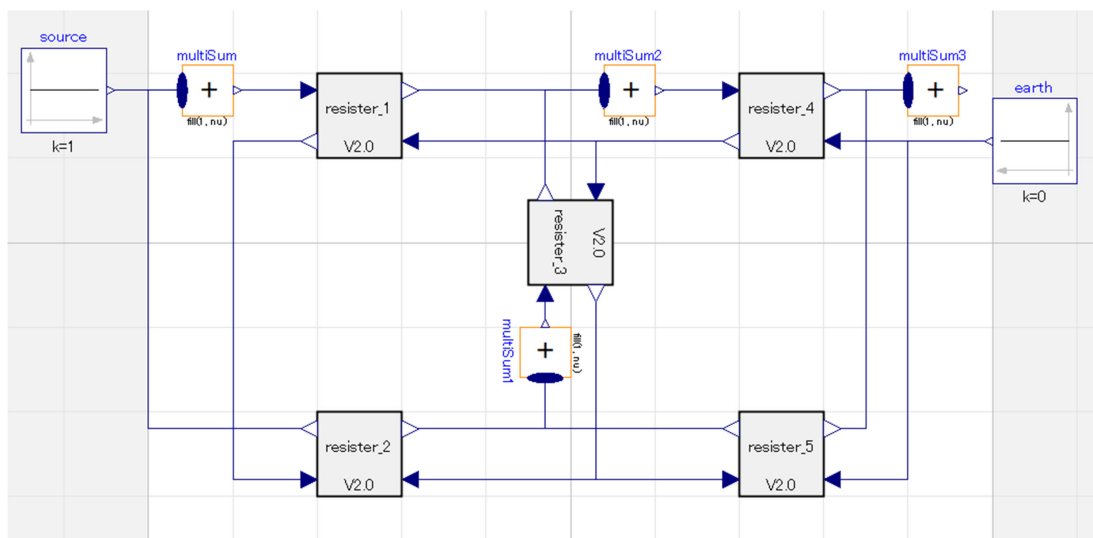 source
k=1
multiSum
+
fill(1, nu)
resister_1
V2.0
multiSum2
+
fill(1, nu)
resister_4
V2.0
multiSum3
+
fill(1, nu)
earth
k=0
resister_3
V2.0
multiSum1
+
fill(1, nu)
resister_2
V2.0
resister_5
V2.0